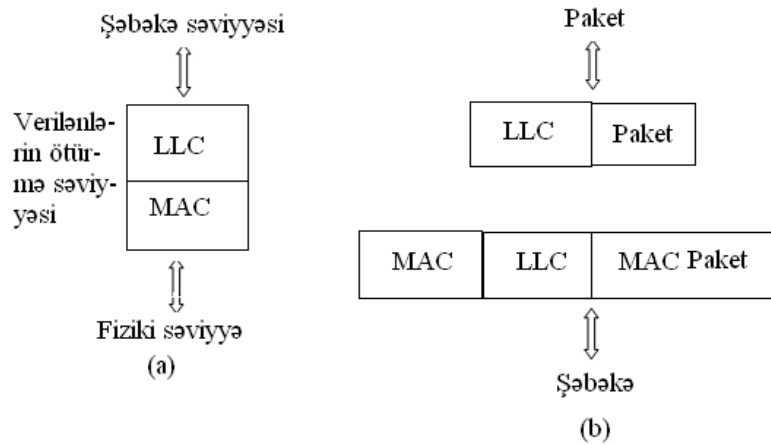 Şəbəkə səviyyəsi
Verilənlə-
rin ötür-
mə səviy-
yəsi
LLC
MAC
Fiziki səviyyə
(a)
Paket
LLC
Paket
MAC
LLC
MAC Paket
Şəbəkə
(b)